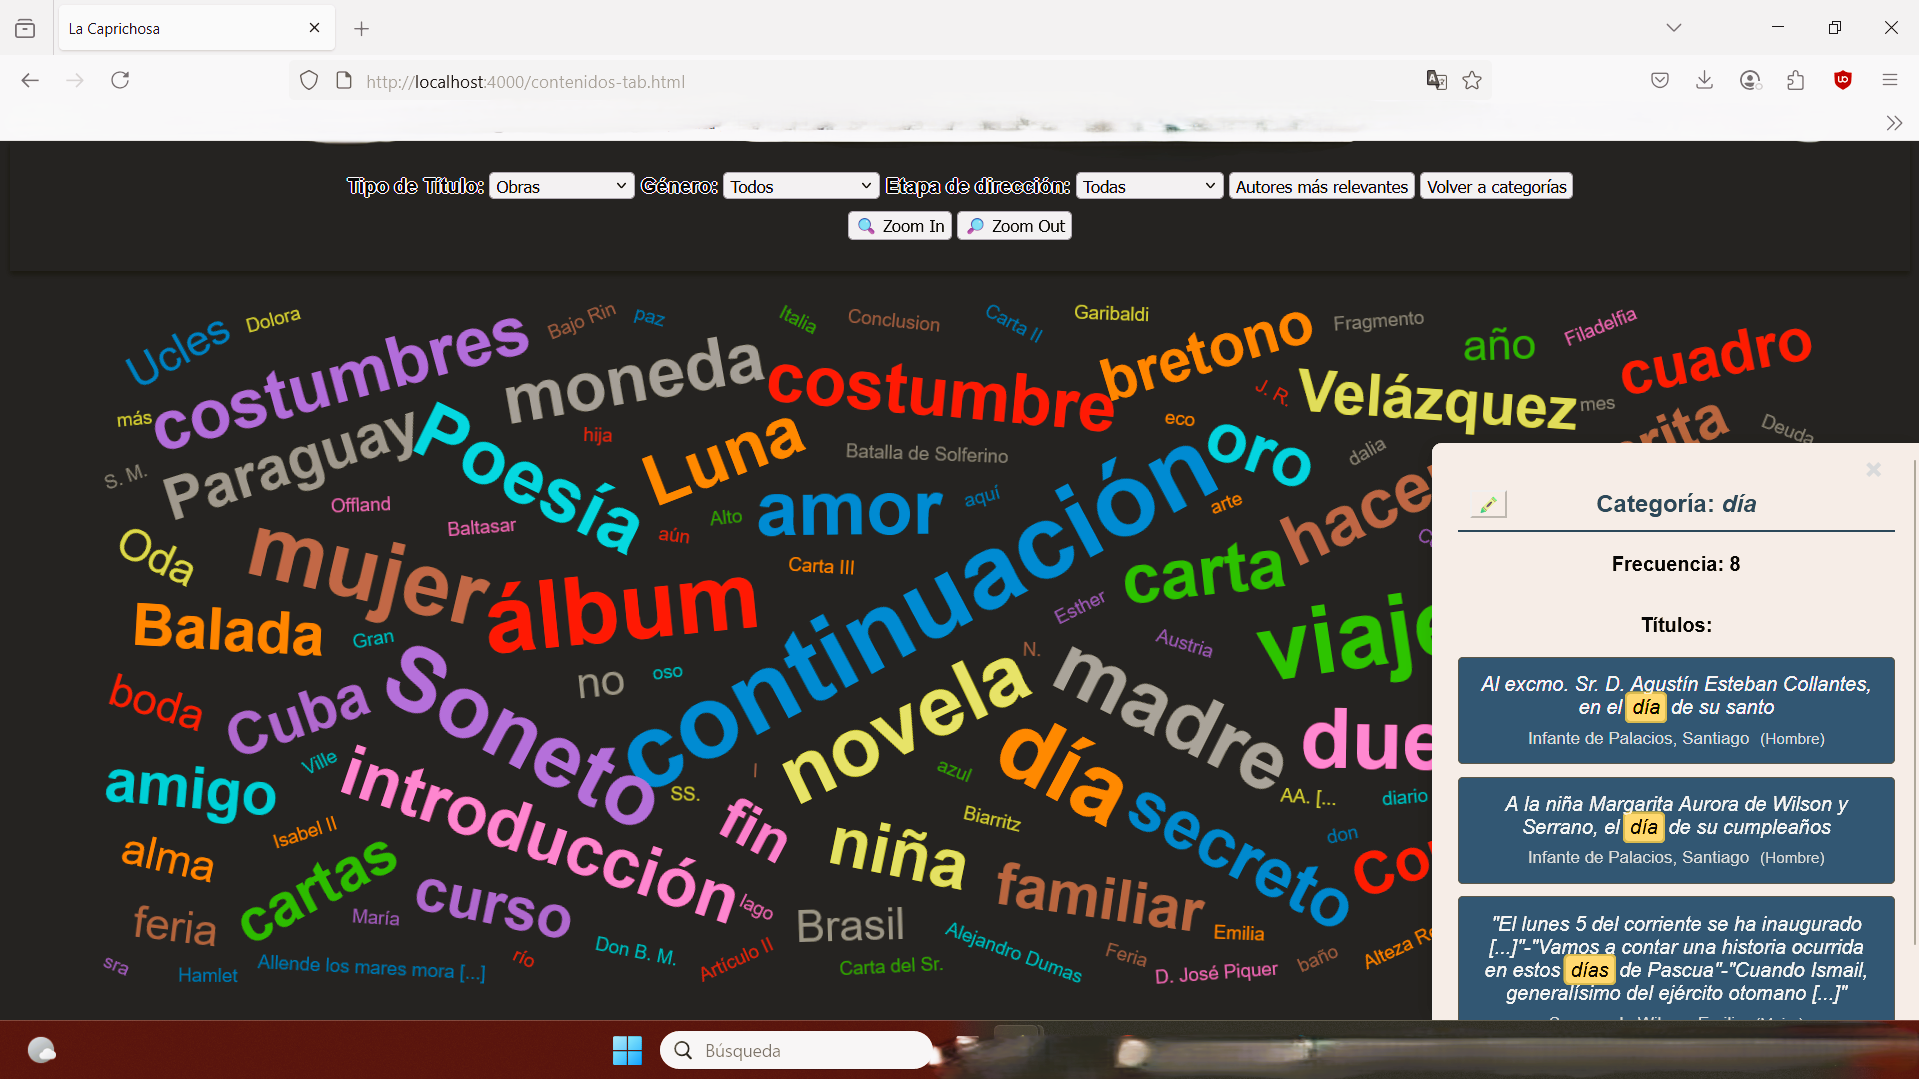 La Caprichosa
http://localhost:4000/contenidos-tab.html
Tipo de Título: Obras Género: Todos Etapa de dirección: Todas Autores más relevantes Volver a categorías
Zoom In Zoom Out
Ucles
Dolora
costumbres
Bajo Rin
paz
Italia
Conclusion
Carta II
Garibaldi
bretono
Fragmento
año
Filadelfia
cuadro
más
moneda
costumbre
J. R.
Velázquez
mes
eco
hija
Paraguay
Poesía
Luna
Batalla de Solferino
oro
dalia
Deuda
S. M.
Offland
Baltasar
aún
Alto
amor
aquí
arte
hace
Oda
mujer
álbum
Carta III
continuación
Esther
carta
Balada
Gran
no
oso
N.
Austria
viaje
boda
Cuba
Soneto
novela
madre
due
amigo
Ville
introducción
SS.
fin
I
azul
día
secreto
AA. [...
diario
Biarritz
don
alma
Isabel II
cartas
niña
familiar
Co
feria
María
curso
lago
Brasil
Alejandro Dumas
Emilia
Feria
sra
Hamlet
Allende los mares mora [...]
río
Don B. M.
Artículo II
Carta del Sr.
D. José Piquer
baño
Alteza
Categoría: día
Frecuencia: 8
Títulos:
Al excmo. Sr. D. Agustín Esteban Collantes,
en el día de su santo
Infante de Palacios, Santiago (Hombre)
A la niña Margarita Aurora de Wilson y
Serrano, el día de su cumpleaños
Infante de Palacios, Santiago (Hombre)
"El lunes 5 del corriente se ha inaugurado
[...]"-"Vamos a contar una historia ocurrida
en estos días de Pascua"-"Cuando Ismail,
generalísimo del ejército otomano [...]"
Búsqueda